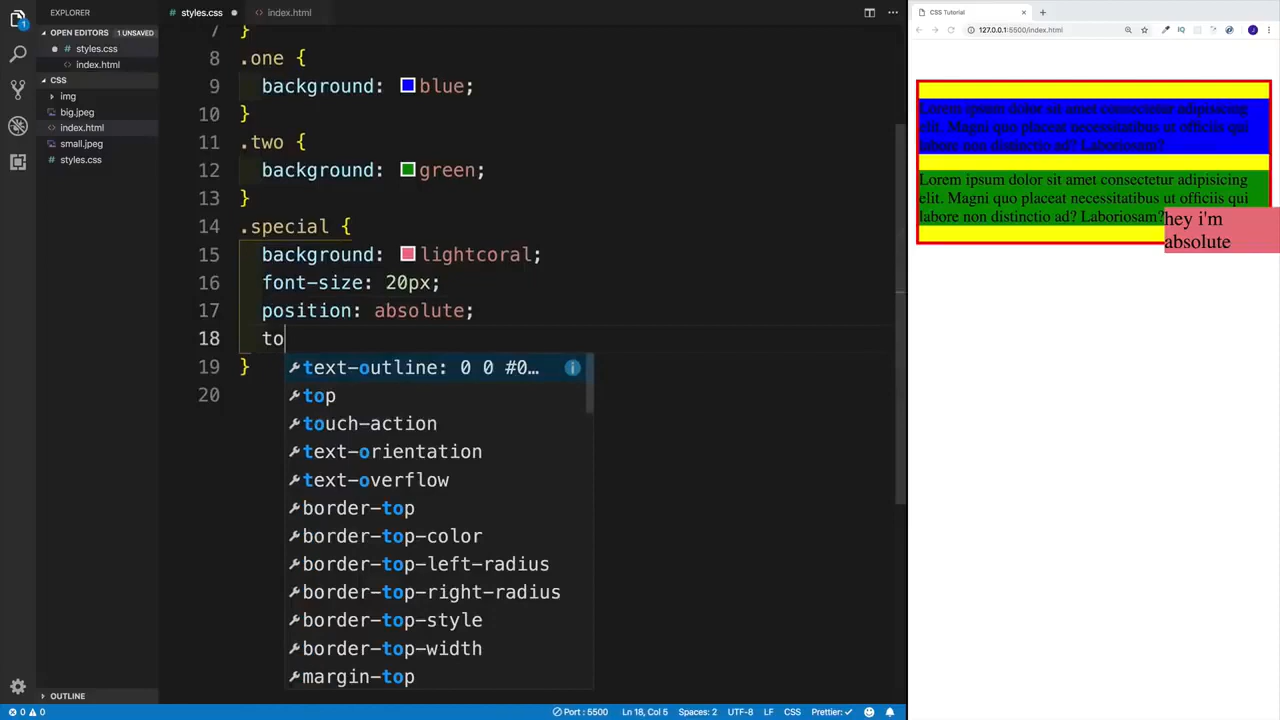 EXPLORER
OPEN EDITORS 1 UNSAVED
styles.css
index.html
CSS
img
big.jpeg
index.html
small.jpeg
styles.css
OUTLINE
styles.css
index.html
7 }
8 .one {
9 background: blue;
10 }
11 .two {
12 background: green;
13 }
14 .special {
15 background: lightcoral;
16 font-size: 20px;
17 position: absolute;
18 to
19 }
20
text-outline: 0 0 #0…
top
touch-action
text-orientation
text-overflow
border-top
border-top-color
border-top-left-radius
border-top-right-radius
border-top-style
border-top-width
margin-top
0 0
Port : 5500 Ln 18, Col 5 Spaces: 2 UTF-8 LF CSS Prettier: ✓
CSS Tutorial
127.0.0.1:5500/index.html
Lorem ipsum dolor sit amet consectetur adipisicing
elit. Magni quo placeat necessitatibus ut officiis qui
labore non distinctio ad? Laboriosam?
Lorem ipsum dolor sit amet consectetur adipisicing
elit. Magni quo placeat necessitatibus ut officiis qui
labore non distinctio ad? Laboriosam?
hey i'm
absolute